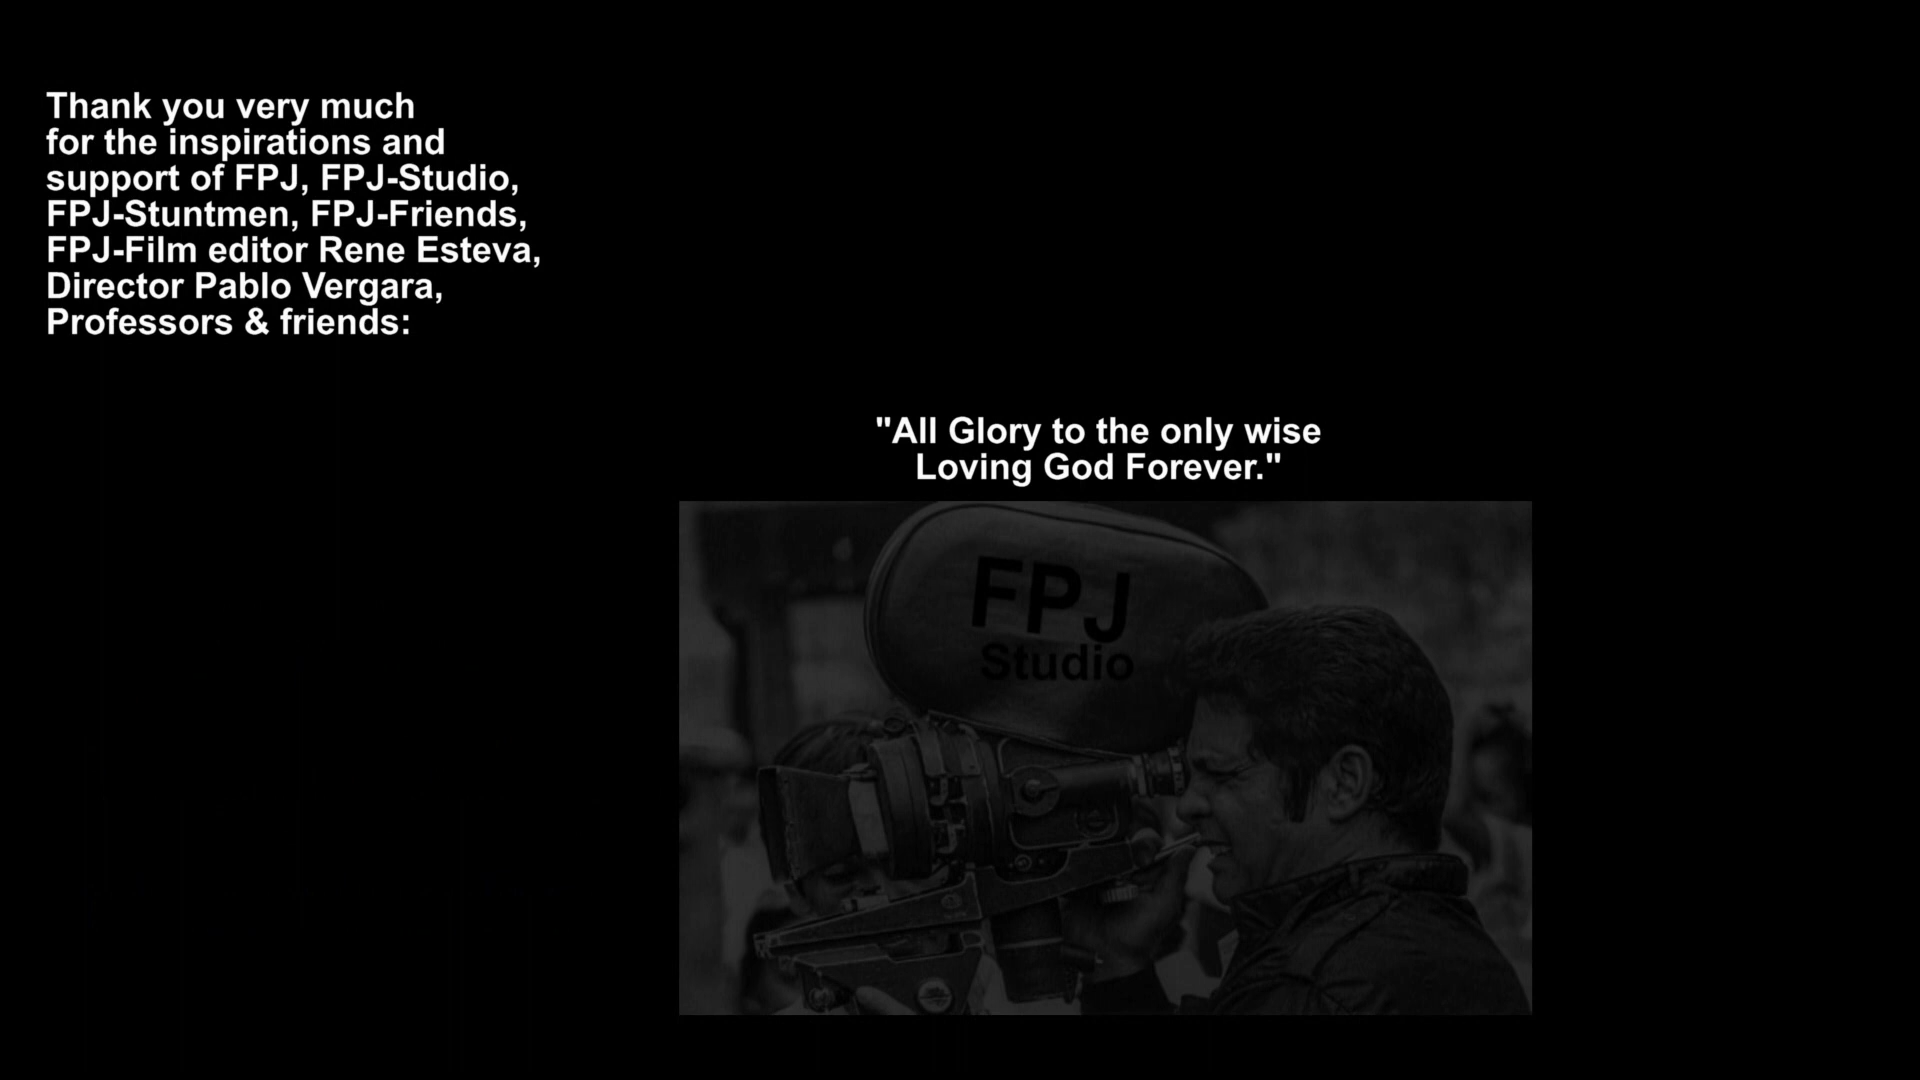 Thank you very much
for the inspirations and
support of FPJ, FPJ-Studio,
FPJ-Stuntmen, FPJ-Friends,
FPJ-Film editor Rene Esteva,
Director Pablo Vergara,
Professors & friends:
"All Glory to the only wise
Loving God Forever."
FPJ
Studio